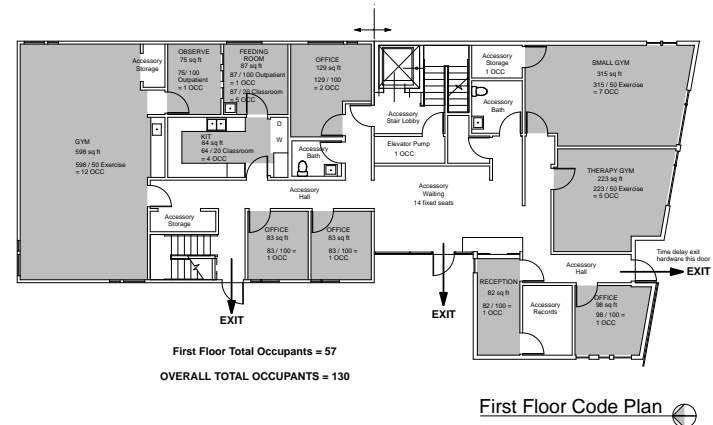 OBSERVE
75 sq ft
75/ 100
Outpatient
= 1 OCC
FEEDING
ROOM
87 sq ft
87 / 100 Outpatient
= 1 OCC
87 / 20 Classroom
= 5 OCC
OFFICE
129 sq ft
129 / 100
= 2 OCC
Accessory
Storage
Accessory
Storage
1 OCC
SMALL GYM
315 sq ft
315 / 50 Exercise
= 7 OCC
Accessory
Stair Lobby
Accessory
Bath
GYM
598 sq ft
598 / 50 Exercise
= 12 OCC
KIT
64 sq ft
64 / 20 Classroom
= 4 OCC
D
W
Accessory
Bath
Elevator Pump
1 OCC
THERAPY GYM
223 sq ft
223 / 50 Exercise
= 5 OCC
Accessory
Hall
Accessory
Waiting
14 fixed seats
Accessory
Storage
OFFICE
83 sq ft
83 / 100 =
1 OCC
OFFICE
83 sq ft
83 / 100 =
1 OCC
Time delay exit
hardware this door
EXIT
Accessory
Hall
RECEPTION
82 sq ft
82 / 100 =
1 OCC
Accessory
Records
OFFICE
98 sq ft
98 / 100 =
1 OCC
EXIT
EXIT
First Floor Total Occupants = 57
OVERALL TOTAL OCCUPANTS = 130
First Floor Code Plan